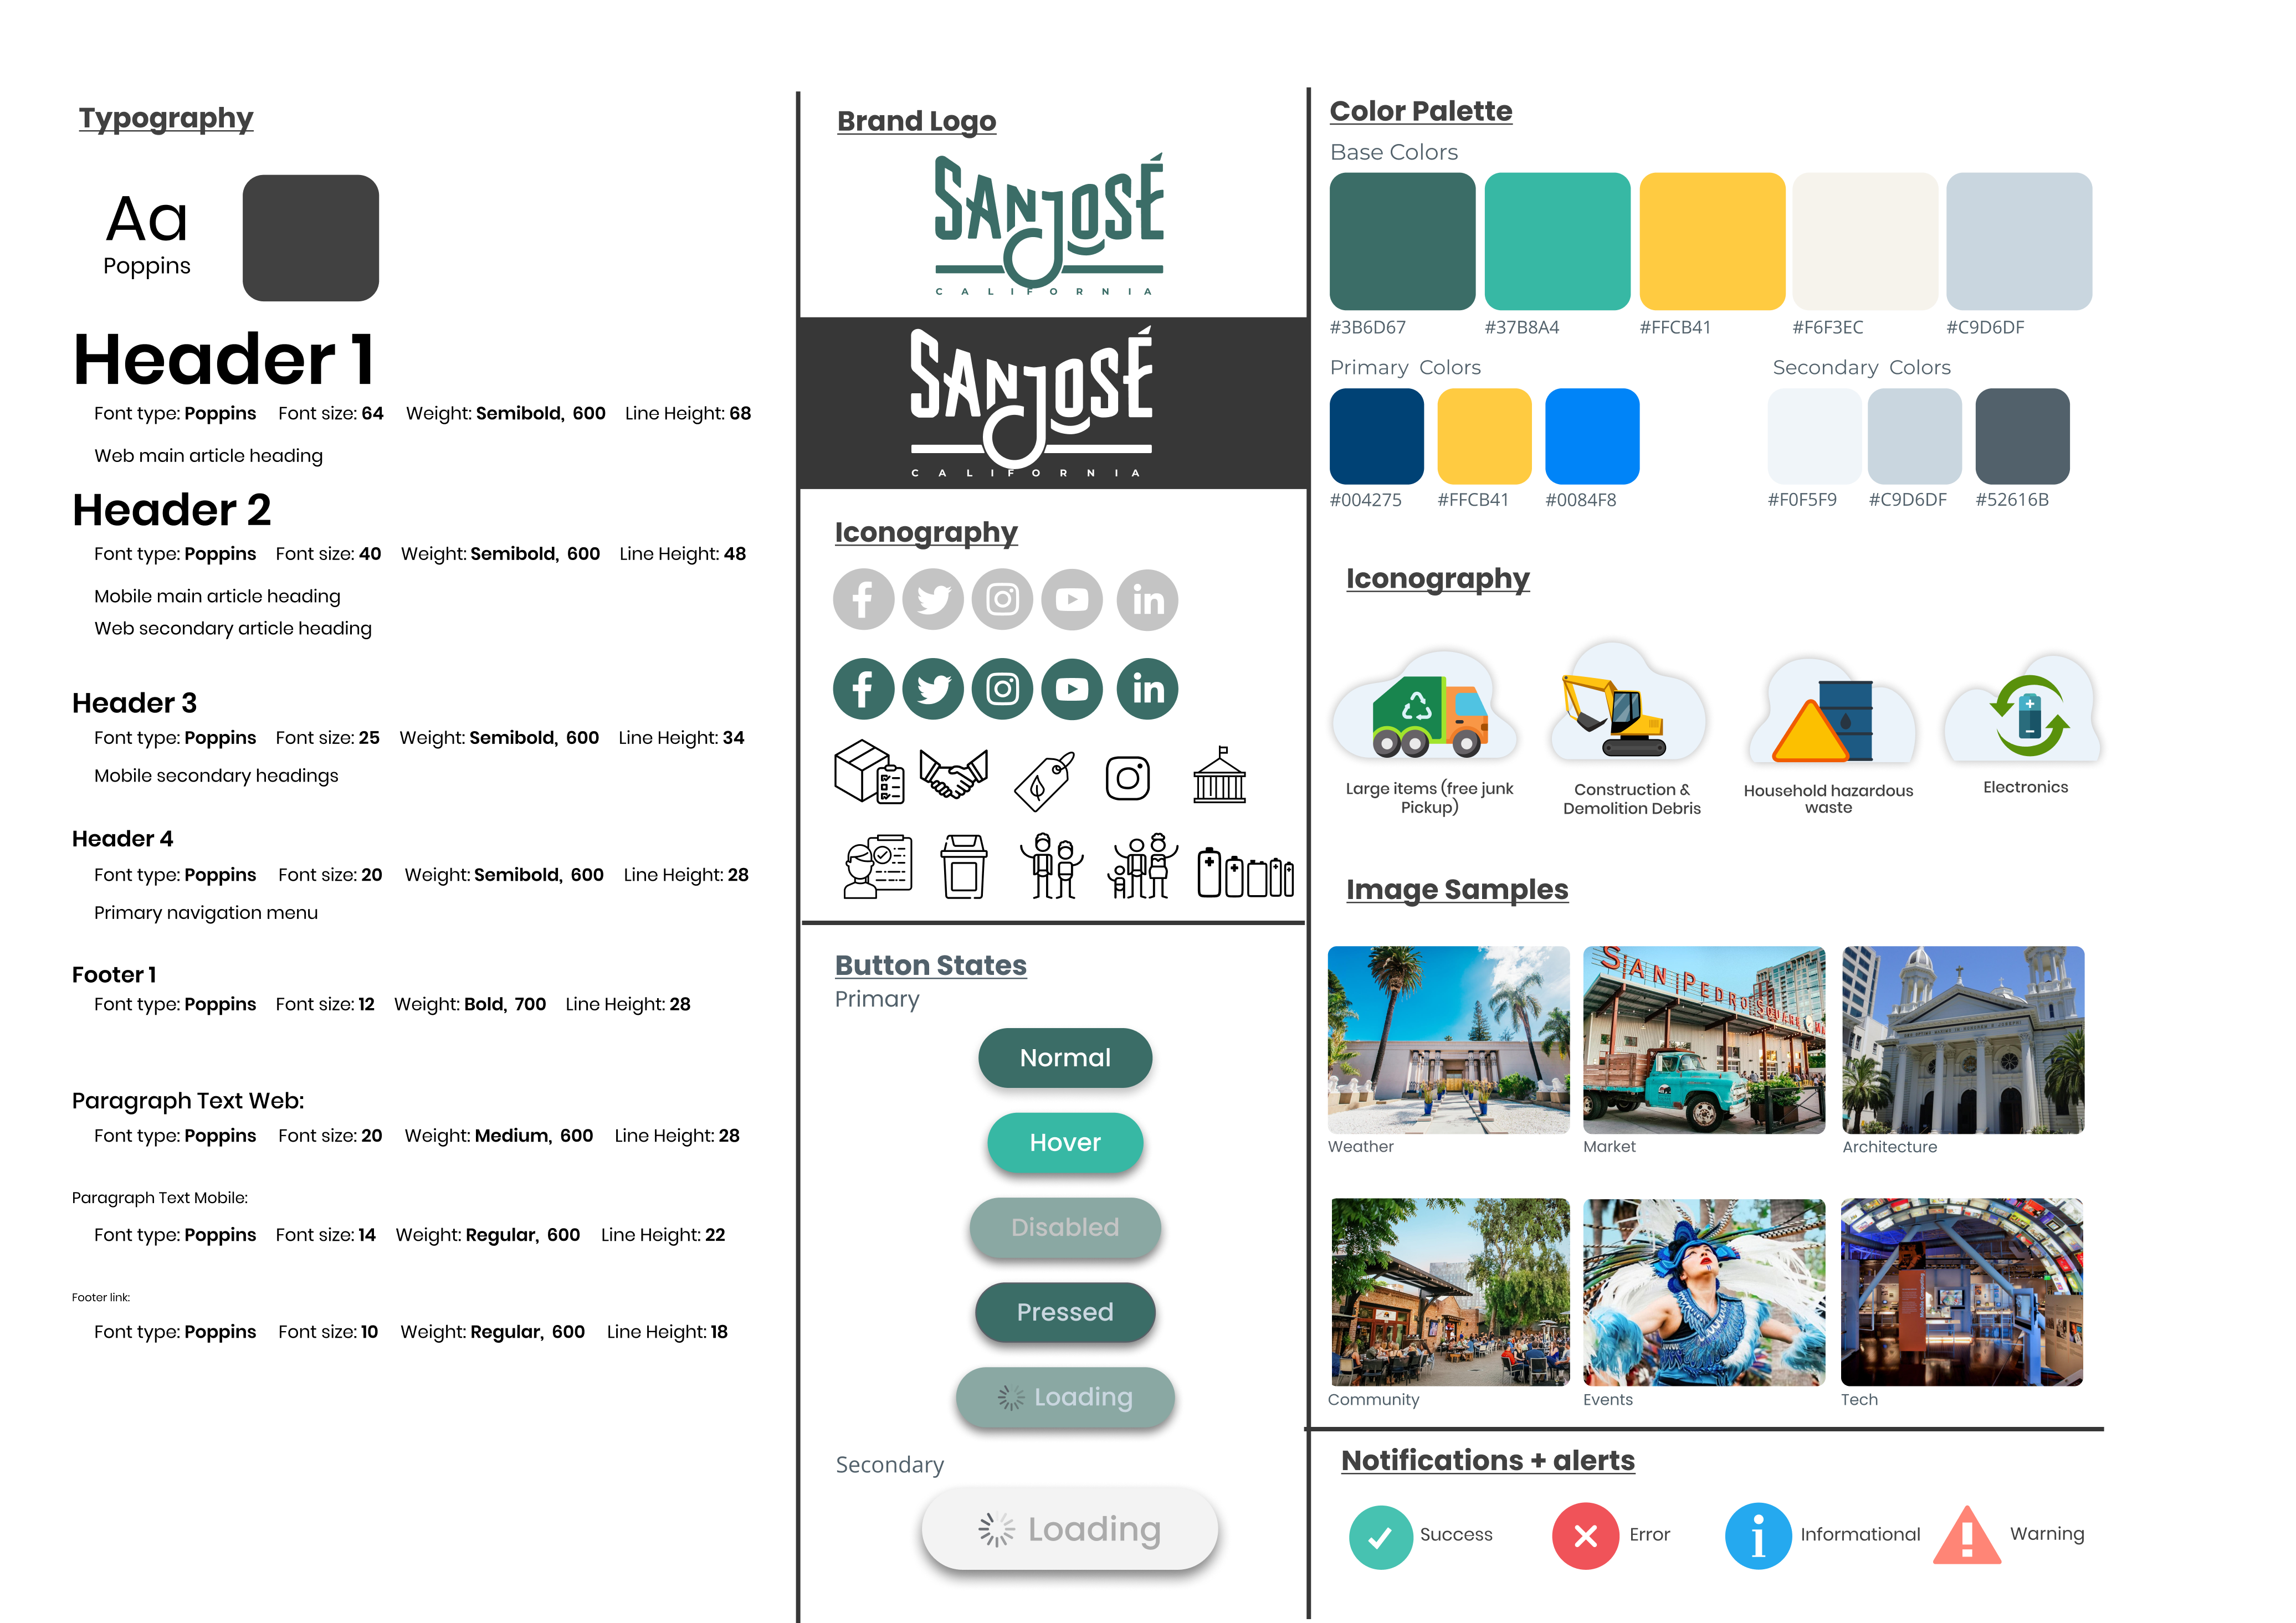 Typography
Aa
Poppins
Header 1
Font type: Poppins Font size: 64 Weight: Semibold, 600 Line Height: 68
Web main article heading
Header 2
Font type: Poppins Font size: 40 Weight: Semibold, 600 Line Height: 48
Mobile main article heading
Web secondary article heading
Header 3
Font type: Poppins Font size: 25 Weight: Semibold, 600 Line Height: 34
Mobile secondary headings
Header 4
Font type: Poppins Font size: 20 Weight: Semibold, 600 Line Height: 28
Primary navigation menu
Footer 1
Font type: Poppins Font size: 12 Weight: Bold, 700 Line Height: 28
Paragraph Text Web:
Font type: Poppins Font size: 20 Weight: Medium, 600 Line Height: 28
Paragraph Text Mobile:
Font type: Poppins Font size: 14 Weight: Regular, 600 Line Height: 22
Footer link:
Font type: Poppins Font size: 10 Weight: Regular, 600 Line Height: 18
Brand Logo
SAN JOSÉ
CALIFORNIA
SAN JOSÉ
CALIFORNIA
Iconography
Button States
Primary
Normal
Hover
Disabled
Pressed
Loading
Secondary
Loading
Color Palette
Base Colors
#3B6D67 #37B8A4 #FFCB41 #F6F3EC #C9D6DF
Primary Colors Secondary Colors
#004275 #FFCB41 #0084F8 #F0F5F9 #C9D6DF #52616B
Iconography
Large items (free junk
Pickup)
Construction &
Demolition Debris
Household hazardous
waste
Electronics
Image Samples
SAN PEDRO SQUARE
Weather Market Architecture
Community Events Tech
Notifications + alerts
Success Error Informational Warning